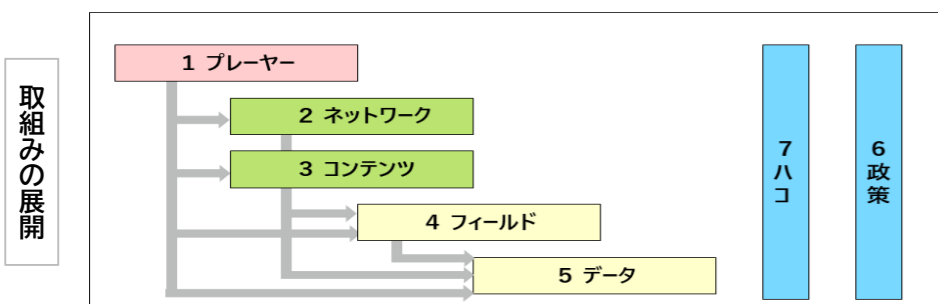 取組みの展開
1 プレーヤー
2 ネットワーク
3 コンテンツ
4 フィールド
5 データ
7ハコ
6政策